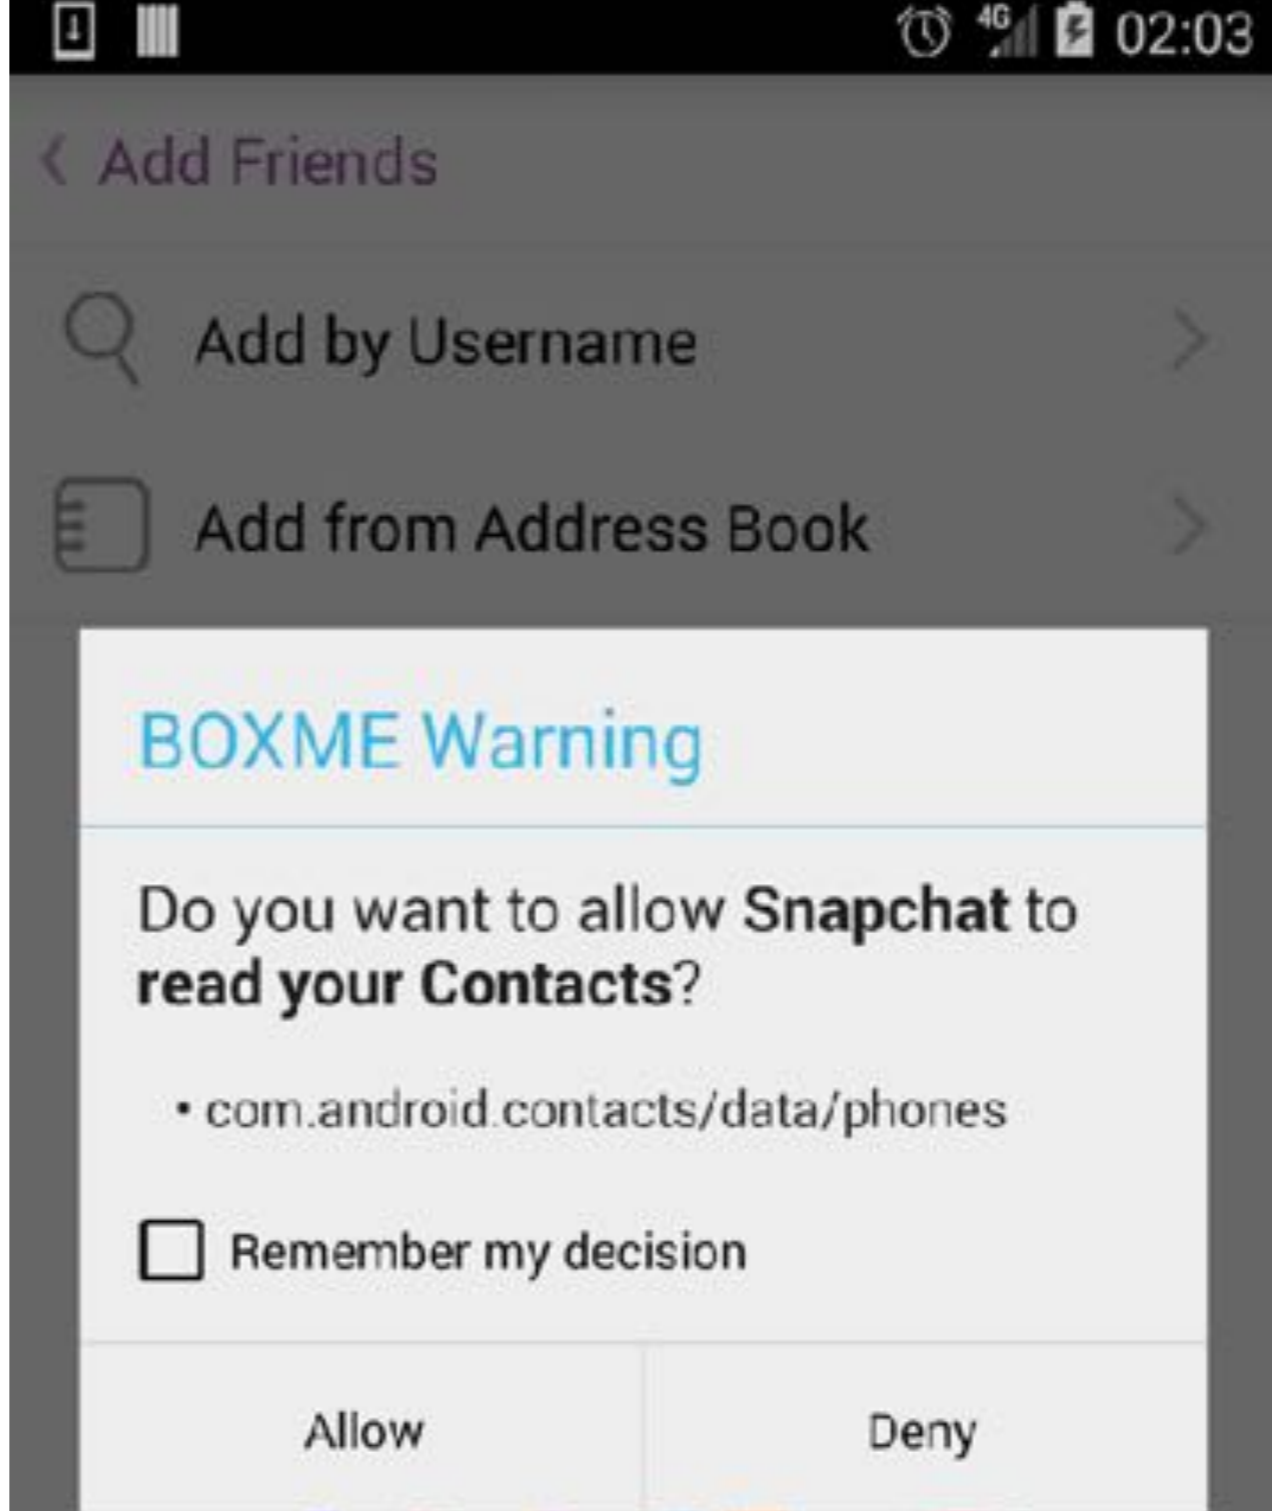 4G 02:03
Add Friends
Add by Username
Add from Address Book
BOXME Warning
Do you want to allow Snapchat to
read your Contacts?
• com.android.contacts/data/phones
Remember my decision
Allow Deny